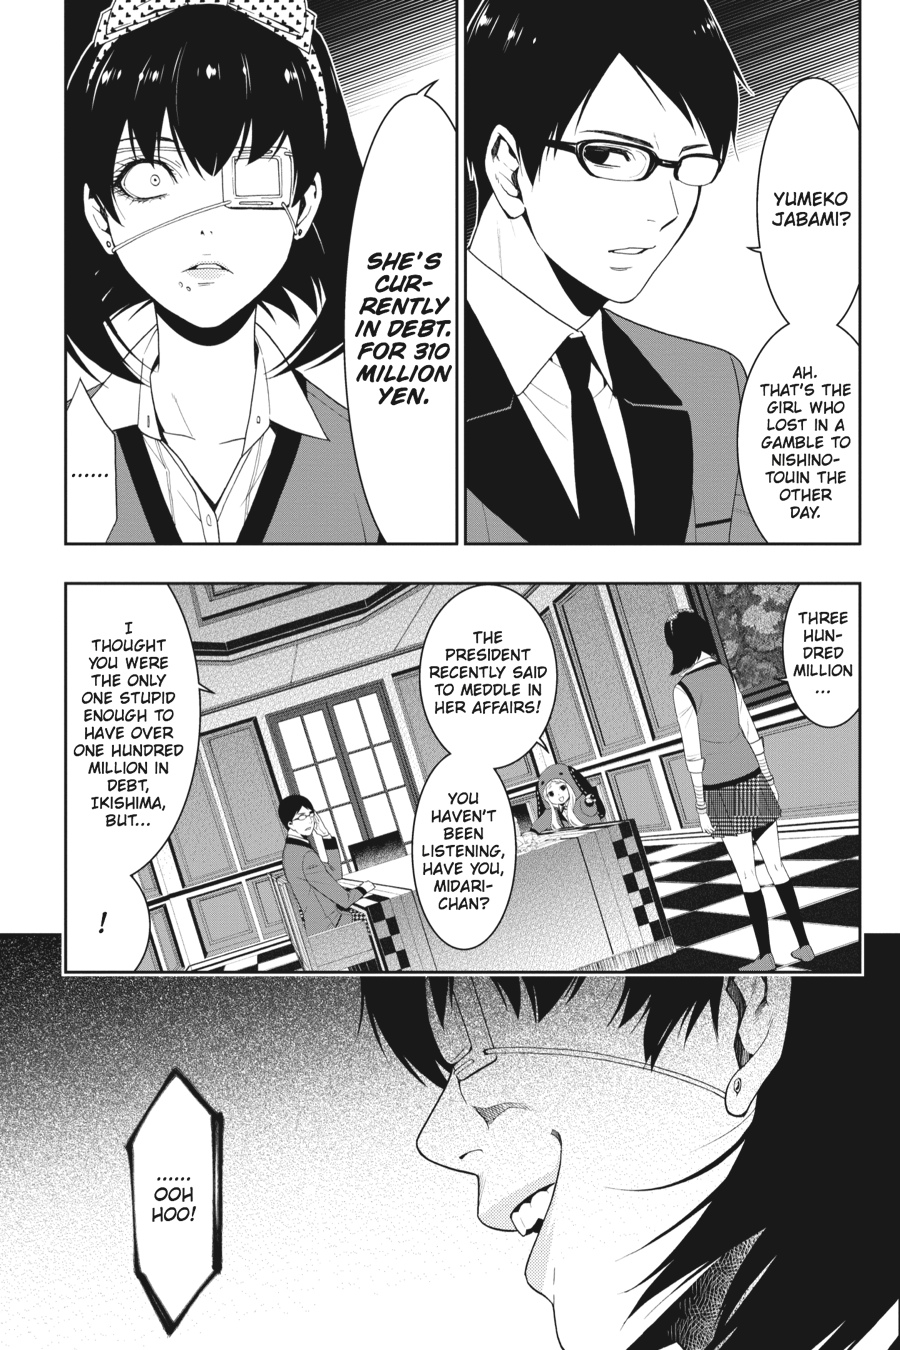 YUMEKO
JABAMI?
AH.
THAT'S THE
GIRL WHO
LOST IN A
GAMBLE TO
NISHINO-
TOUIN THE
OTHER
DAY.
SHE'S
CUR-
RENTLY
IN DEBT.
FOR 310
MILLION
YEN.
......
THREE
HUN-
DRED
MILLION
...
THE
PRESIDENT
RECENTLY SAID
TO MEDDLE IN
HER AFFAIRS!
YOU
HAVEN'T
BEEN
LISTENING,
HAVE YOU,
MIDARI-
CHAN?
I
THOUGHT
YOU WERE
THE ONLY
ONE STUPID
ENOUGH TO
HAVE OVER
ONE HUNDRED
MILLION IN
DEBT,
IKISHIMA,
BUT...
!
......
OOH
HOO!